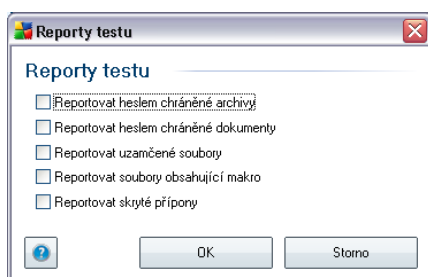 Reporty testu
Reporty testu
Reportovat heslem chráněné archivy
Reportovat heslem chráněné dokumenty
Reportovat uzamčené soubory
Reportovat soubory obsahující makro
Reportovat skryté přípony
? OK Storno